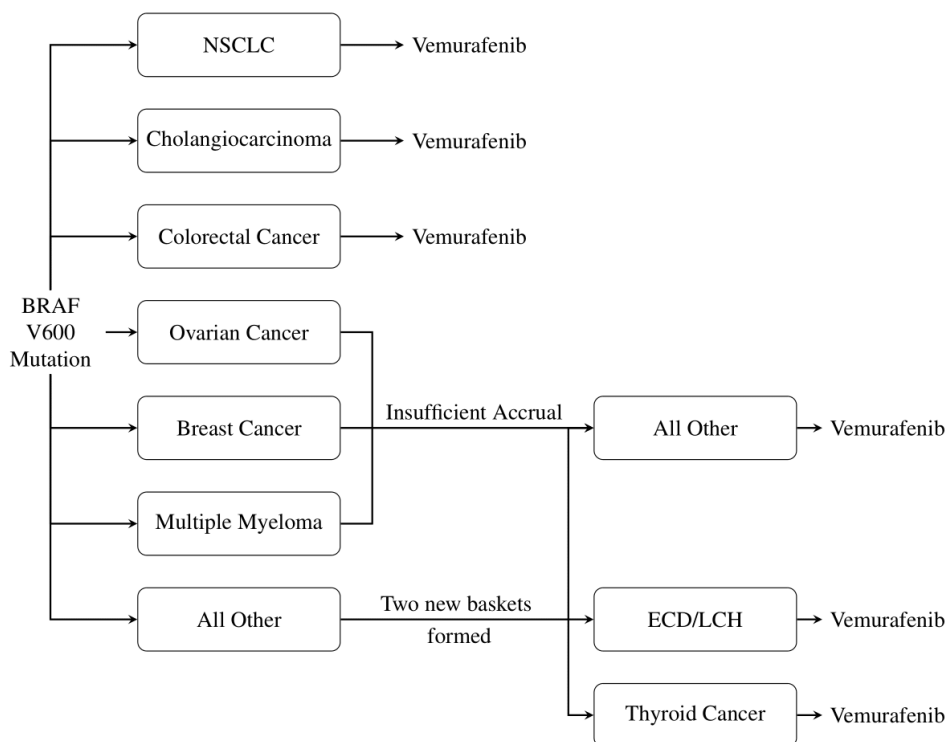 NSCLC
Vemurafenib
Cholangiocarcinoma
Vemurafenib
Colorectal Cancer
Vemurafenib
BRAF
V600
Mutation
Ovarian Cancer
Breast Cancer
Insufficient Accrual
All Other
Vemurafenib
Multiple Myeloma
All Other
Two new baskets
formed
ECD/LCH
Vemurafenib
Thyroid Cancer
Vemurafenib